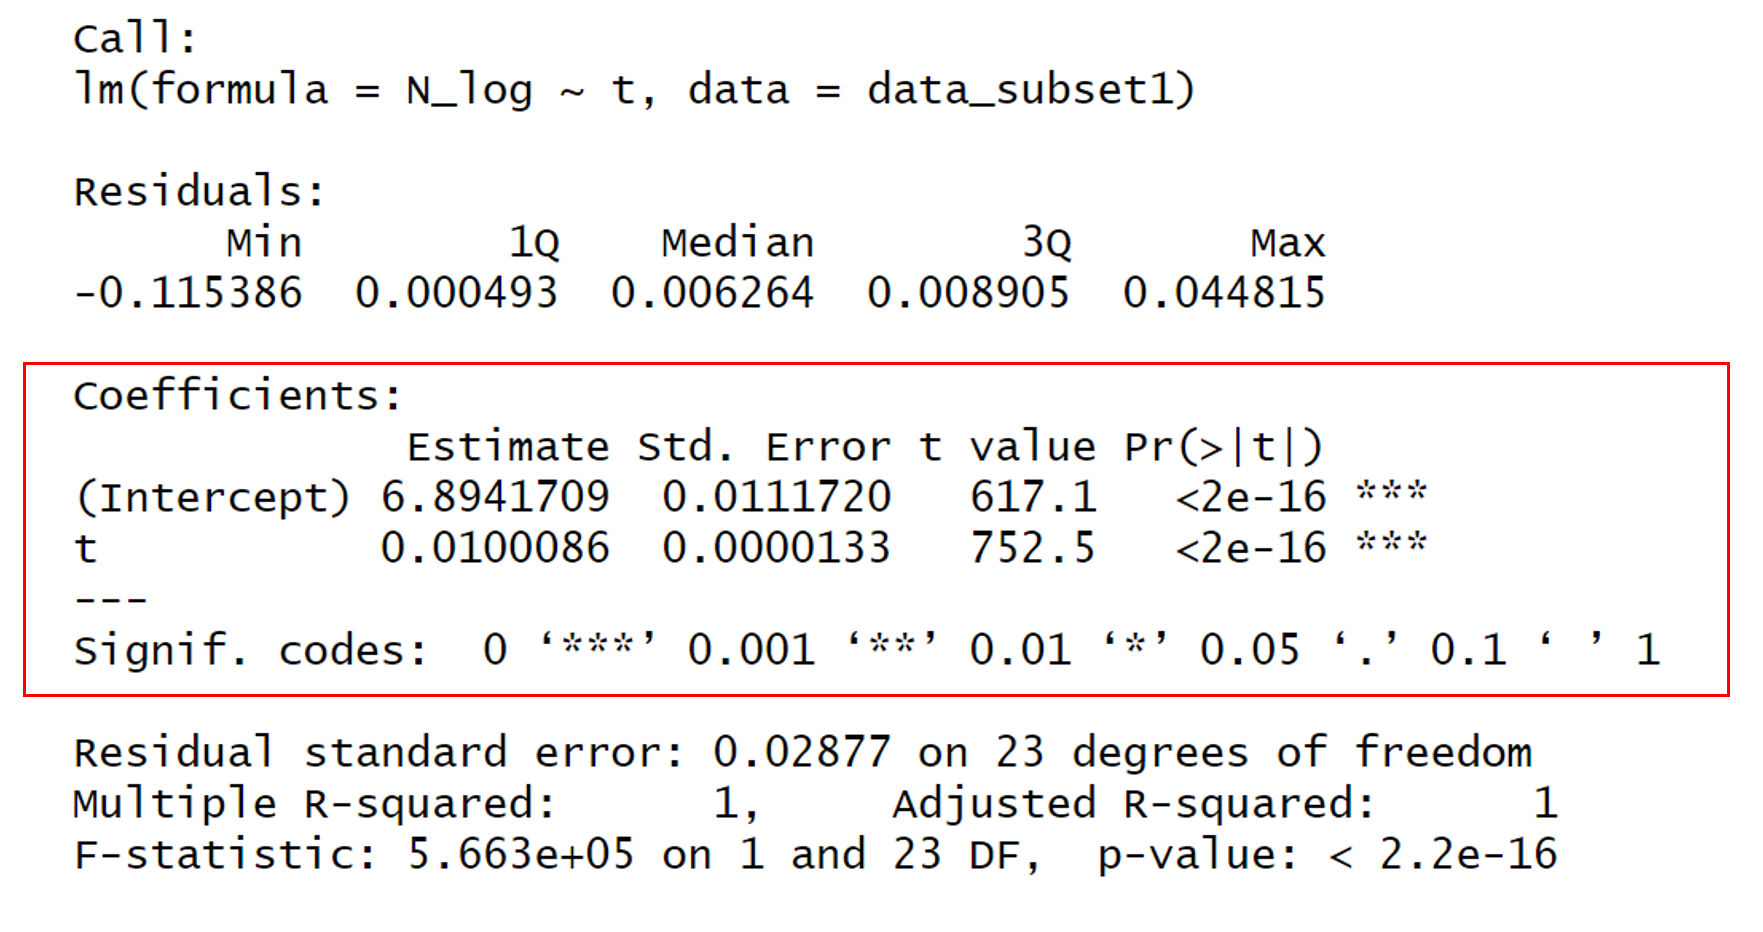 Call:
lm(formula = N_log ~ t, data = data_subset1)
Residuals:
Min 1Q Median 3Q Max
-0.115386 0.000493 0.006264 0.008905 0.044815
Coefficients:
Estimate Std. Error t value Pr(>|t|)
(Intercept) 6.8941709 0.0111720 617.1 <2e-16 ***
t 0.0100086 0.0000133 752.5 <2e-16 ***
---
Signif. codes: 0 ‘***’ 0.001 ‘**’ 0.01 ‘*’ 0.05 ‘.’ 0.1 ‘ ’ 1
Residual standard error: 0.02877 on 23 degrees of freedom
Multiple R-squared: 1, Adjusted R-squared: 1
F-statistic: 5.663e+05 on 1 and 23 DF, p-value: < 2.2e-16